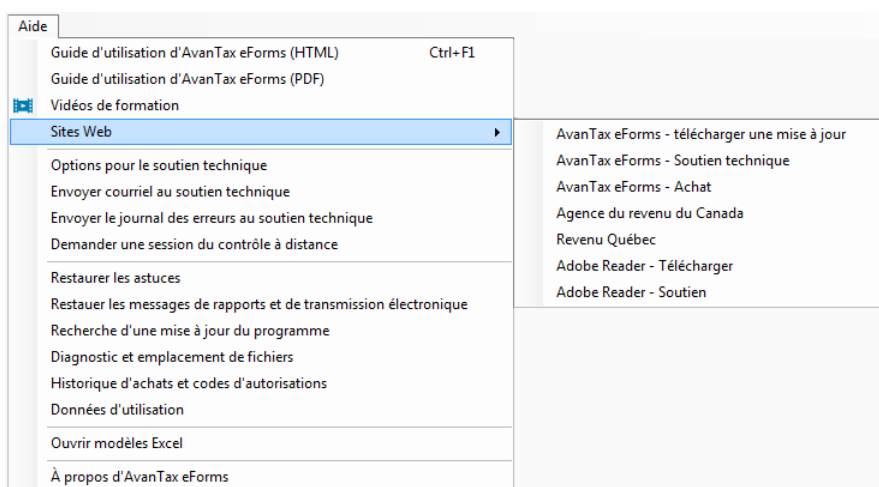 Aide
Guide d'utilisation d'AvanTax eForms (HTML) Ctrl+F1
Guide d'utilisation d'AvanTax eForms (PDF)
Vidéos de formation
Sites Web
AvanTax eForms - télécharger une mise à jour
Options pour le soutien technique
AvanTax eForms - Soutien technique
Envoyer courriel au soutien technique
AvanTax eForms - Achat
Envoyer le journal des erreurs au soutien technique
Agence du revenu du Canada
Demander une session du contrôle à distance
Revenu Québec
Restaurer les astuces
Adobe Reader - Télécharger
Restauer les messages de rapports et de transmission électronique
Adobe Reader - Soutien
Recherche d'une mise à jour du programme
Diagnostic et emplacement de fichiers
Historique d'achats et codes d'autorisations
Données d'utilisation
Ouvrir modèles Excel
À propos d'AvanTax eForms